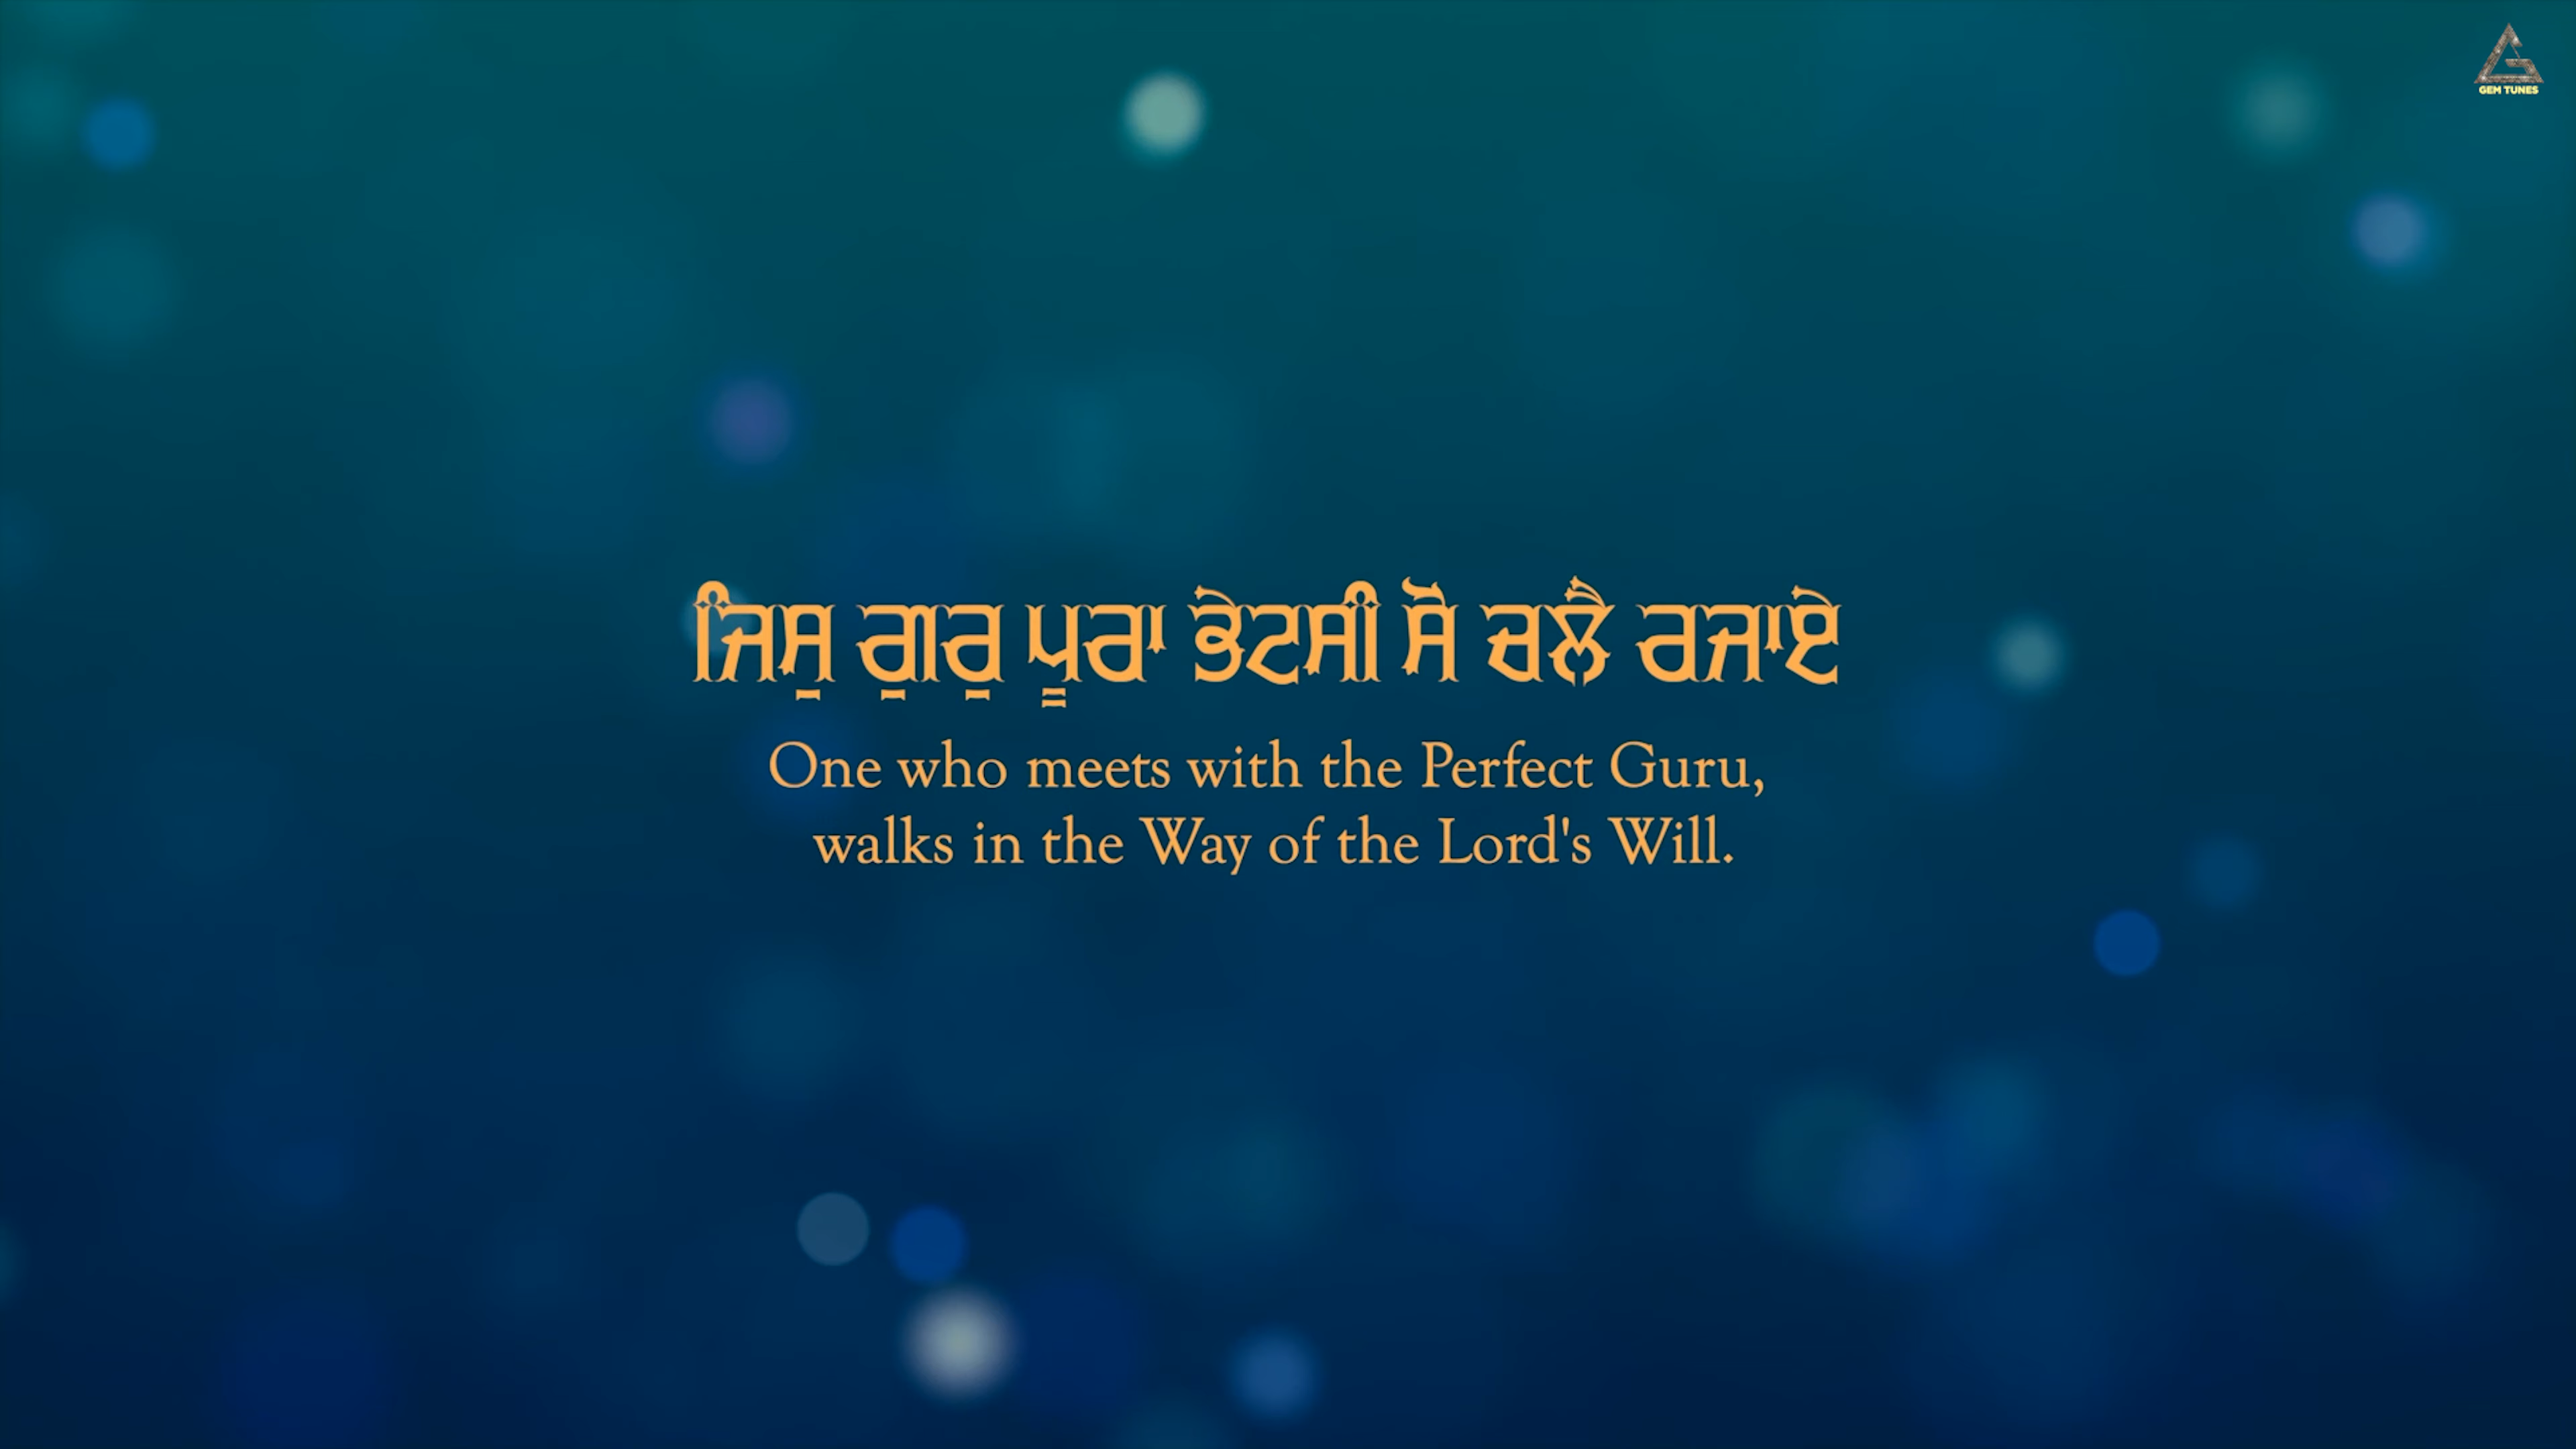 GEM TUNES
ਜਿਸੁ ਗੁਰੁ ਪੂਰਾ ਭੇਟਸੀ ਸੋ ਚਲੈ ਰਜਾਏ
One who meets with the Perfect Guru,
walks in the Way of the Lord's Will.